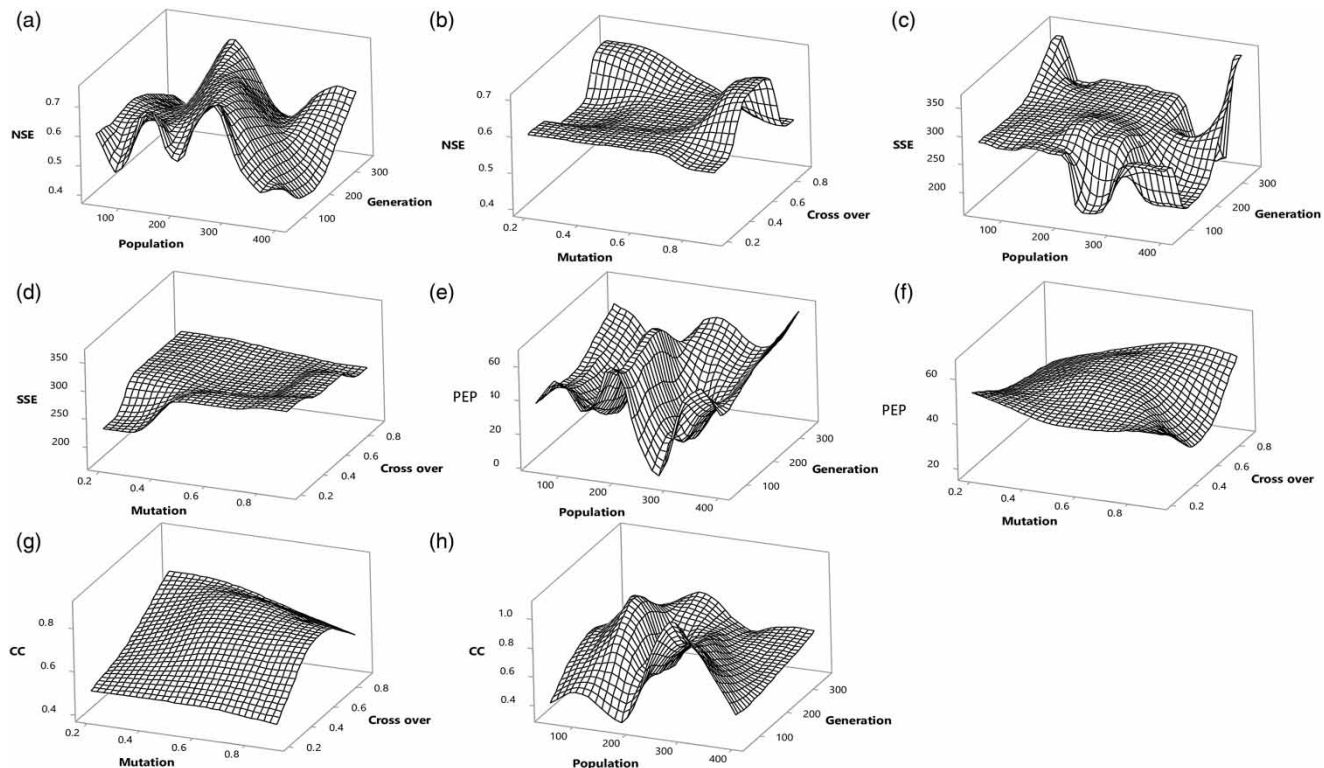 (a)
0.7
NSE
0.6
0.5
0.4
100
200
300
400
Population
100
200
300
Generation
(b)
0.7
NSE
0.6
0.5
0.4
0.2
0.4
0.6
0.8
Mutation
0.2
0.4
0.6
0.8
Cross over
(c)
350
300
SSE
250
200
100
200
300
400
Population
100
200
300
Generation
(d)
350
SSE
300
250
200
0.2
0.4
0.6
0.8
Mutation
0.2
0.4
0.6
0.8
Cross over
(e)
60
PEP
40
20
0
100
200
300
400
Population
100
200
300
Generation
(f)
60
PEP
40
20
0.2
0.4
0.6
0.8
Mutation
0.2
0.4
0.6
0.8
Cross over
(g)
0.8
CC
0.6
0.4
0.2
0.4
0.6
0.8
Mutation
0.2
0.4
0.6
0.8
Cross over
(h)
1.0
0.8
CC
0.6
0.4
100
200
300
400
Population
100
200
300
Generation